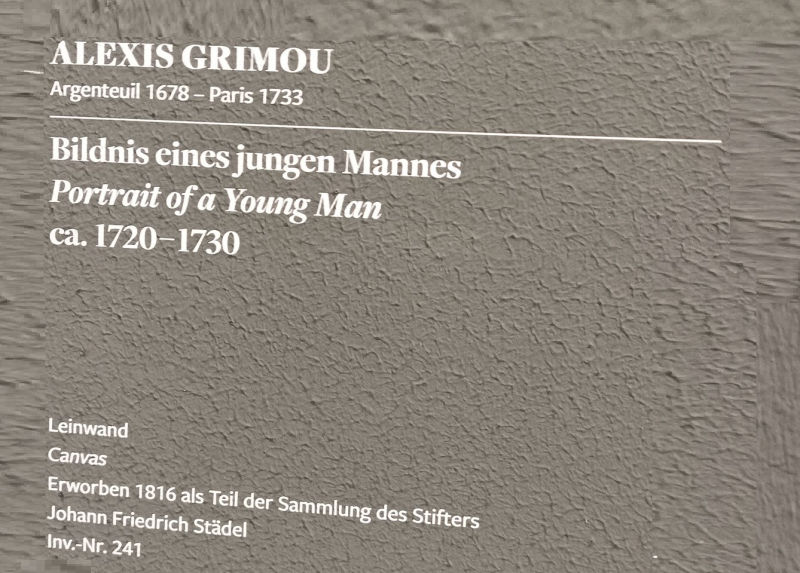 ALEXIS GRIMOU
Argenteuil 1678 – Paris 1733
Bildnis eines jungen Mannes
Portrait of a Young Man
ca. 1720–1730
Leinwand
Canvas
Erworben 1816 als Teil der Sammlung des Stifters
Johann Friedrich Städel
Inv.-Nr. 241